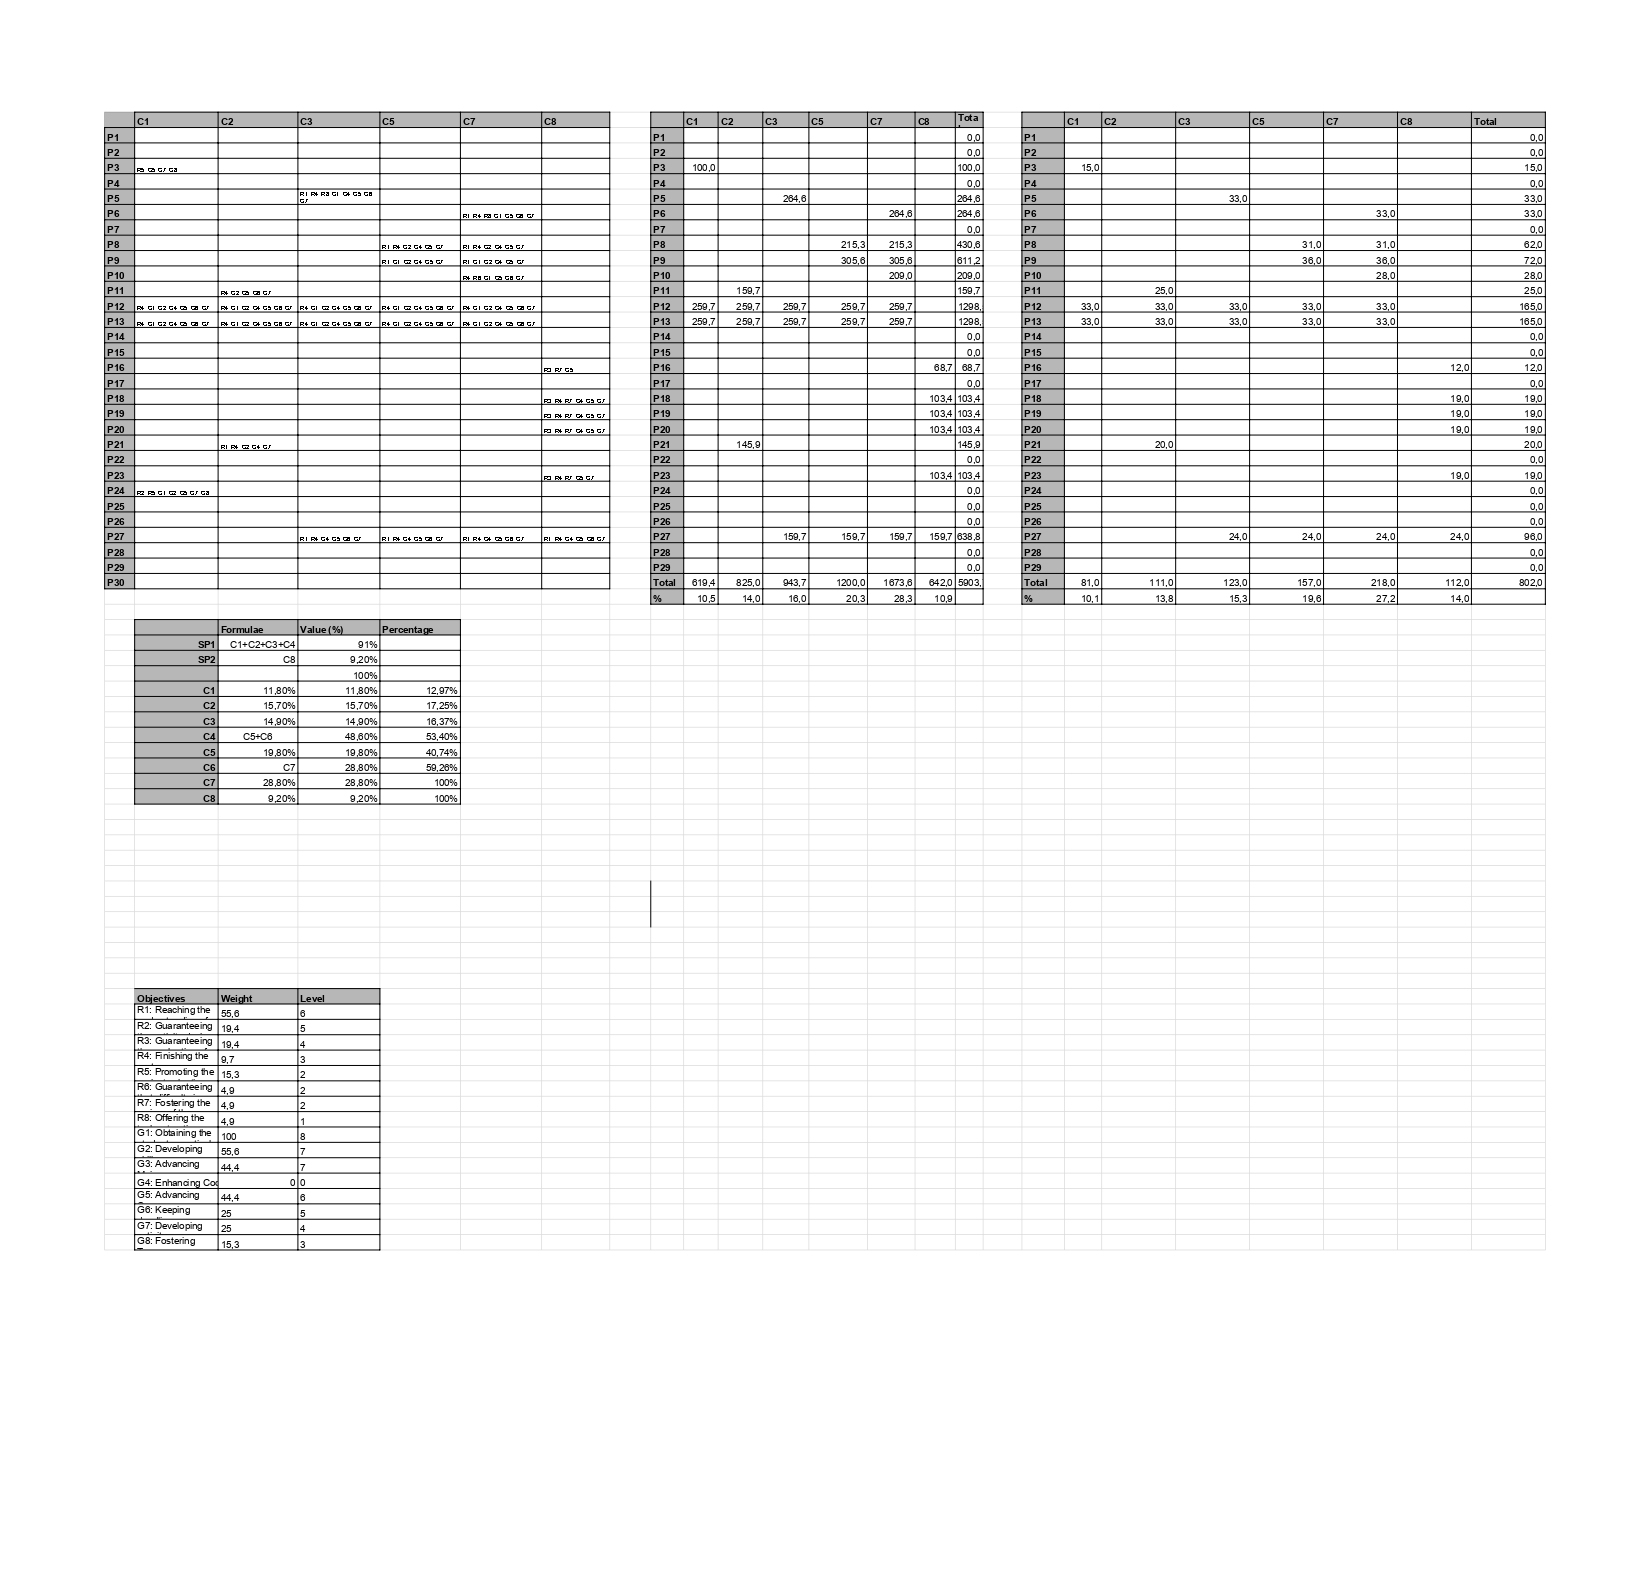 C1 C2 C3 C5 C7 C8
P1
P2
P3 R5 G5 G7 G8
P4
P5 R1 R4 R8 G1 G4 G5 G6
G7
P6 R1 R4 R8 G1 G5 G6 G7
P7
P8 R1 R4 G2 G4 G5 G7 R1 R4 G2 G4 G5 G7
P9 R1 G1 G2 G4 G5 G7 R1 G1 G2 G4 G5 G7
P10 R4 R6 G1 G5 G6 G7
P11 R4 G2 G5 G6 G7
P12 R4 G1 G2 G4 G5 G6 G7 R4 G1 G2 G4 G5 G6 G7 R4 G1 G2 G4 G5 G6 G7 R4 G1 G2 G4 G5 G6 G7 R4 G1 G2 G4 G5 G6 G7
P13 R4 G1 G2 G4 G5 G6 G7 R4 G1 G2 G4 G5 G6 G7 R4 G1 G2 G4 G5 G6 G7 R4 G1 G2 G4 G5 G6 G7 R4 G1 G2 G4 G5 G6 G7
P14
P15
P16 R3 R7 G5
P17
P18 R3 R4 R7 G4 G5 G7
P19 R3 R4 R7 G4 G5 G7
P20 R3 R4 R7 G4 G5 G7
P21 R1 R4 G2 G4 G7
P22
P23 R3 R4 R7 G5 G7
P24 R2 R5 G1 G2 G5 G7 G8
P25
P26
P27 R1 R4 G4 G5 G6 G7 R1 R4 G4 G5 G6 G7 R1 R4 G4 G5 G6 G7 R1 R4 G4 G5 G6 G7
P28
P29
P30
C1 C2 C3 C5 C7 C8 Tota
P1 0,0
P2 0,0
P3 100,0 100,0
P4 0,0
P5 264,6 264,6
P6 264,6 264,6
P7 0,0
P8 215,3 215,3 430,6
P9 305,6 305,6 611,2
P10 209,0 209,0
P11 159,7 159,7
P12 259,7 259,7 259,7 259,7 259,7 1298,
P13 259,7 259,7 259,7 259,7 259,7 1298,
P14 0,0
P15 0,0
P16 68,7 68,7
P17 0,0
P18 103,4 103,4
P19 103,4 103,4
P20 103,4 103,4
P21 145,9 145,9
P22 0,0
P23 103,4 103,4
P24 0,0
P25 0,0
P26 0,0
P27 159,7 159,7 159,7 159,7 638,8
P28 0,0
P29 0,0
Total 619,4 825,0 943,7 1200,0 1673,6 642,0 5903,
% 10,5 14,0 16,0 20,3 28,3 10,9
C1 C2 C3 C5 C7 C8 Total
P1 0,0
P2 0,0
P3 15,0 15,0
P4 0,0
P5 33,0 33,0
P6 33,0 33,0
P7 0,0
P8 31,0 31,0 62,0
P9 36,0 36,0 72,0
P10 28,0 28,0
P11 25,0 25,0
P12 33,0 33,0 33,0 33,0 33,0 165,0
P13 33,0 33,0 33,0 33,0 33,0 165,0
P14 0,0
P15 0,0
P16 12,0 12,0
P17 0,0
P18 19,0 19,0
P19 19,0 19,0
P20 19,0 19,0
P21 20,0 20,0
P22 0,0
P23 19,0 19,0
P24 0,0
P25 0,0
P26 0,0
P27 24,0 24,0 24,0 24,0 96,0
P28 0,0
P29 0,0
Total 81,0 111,0 123,0 157,0 218,0 112,0 802,0
% 10,1 13,8 15,3 19,6 27,2 14,0
Formulae Value (%) Percentage
SP1 C1+C2+C3+C4 91%
SP2 C8 9,20%
100%
C1 11,80% 11,80% 12,97%
C2 15,70% 15,70% 17,25%
C3 14,90% 14,90% 16,37%
C4 C5+C6 48,60% 53,40%
C5 19,80% 19,80% 40,74%
C6 C7 28,80% 59,26%
C7 28,80% 28,80% 100%
C8 9,20% 9,20% 100%
Objectives Weight Level
R1: Reaching the 55,6 6
R2: Guaranteeing 19,4 5
R3: Guaranteeing 19,4 4
R4: Finishing the 9,7 3
R5: Promoting the 15,3 2
R6: Guaranteeing 4,9 2
R7: Fostering the 4,9 2
R8: Offering the 4,9 1
G1: Obtaining the 100 8
G2: Developing 55,6 7
G3: Advancing 44,4 7
G4: Enhancing 0 0
G5: Advancing 44,4 6
G6: Keeping 25 5
G7: Developing 25 4
G8: Fostering 15,3 3